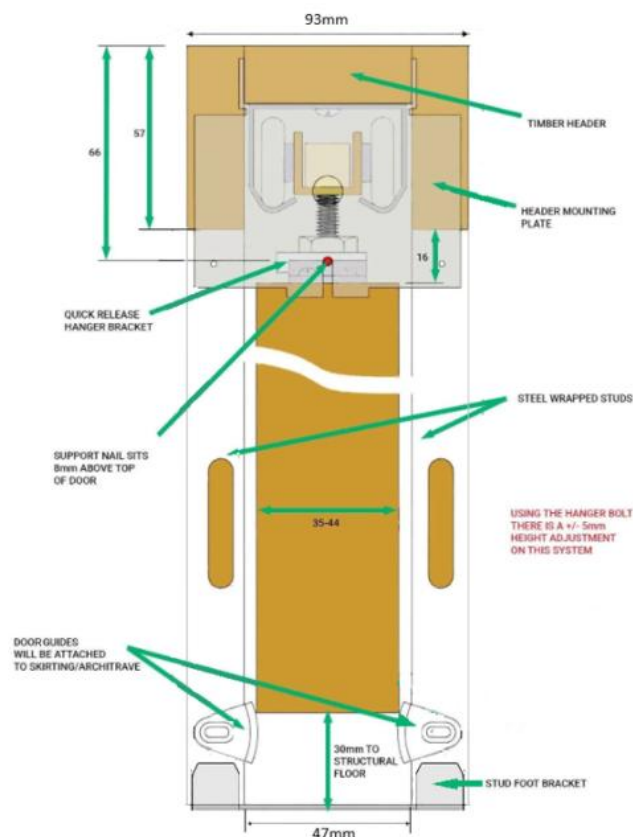 93mm
TIMBER HEADER
57
66
HEADER MOUNTING
PLATE
16
QUICK RELEASE
HANGER BRACKET
STEEL WRAPPED STUDS
SUPPORT NAIL SITS
8mm ABOVE TOP
OF DOOR
35-44
USING THE HANGER BOLT
THERE IS A +/- 5mm
HEIGHT ADJUSTMENT
ON THIS SYSTEM
DOOR GUIDES
WILL BE ATTACHED
TO SKIRTING/ARCHITRAVE
30mm TO
STRUCTURAL
FLOOR
STUD FOOT BRACKET
47mm